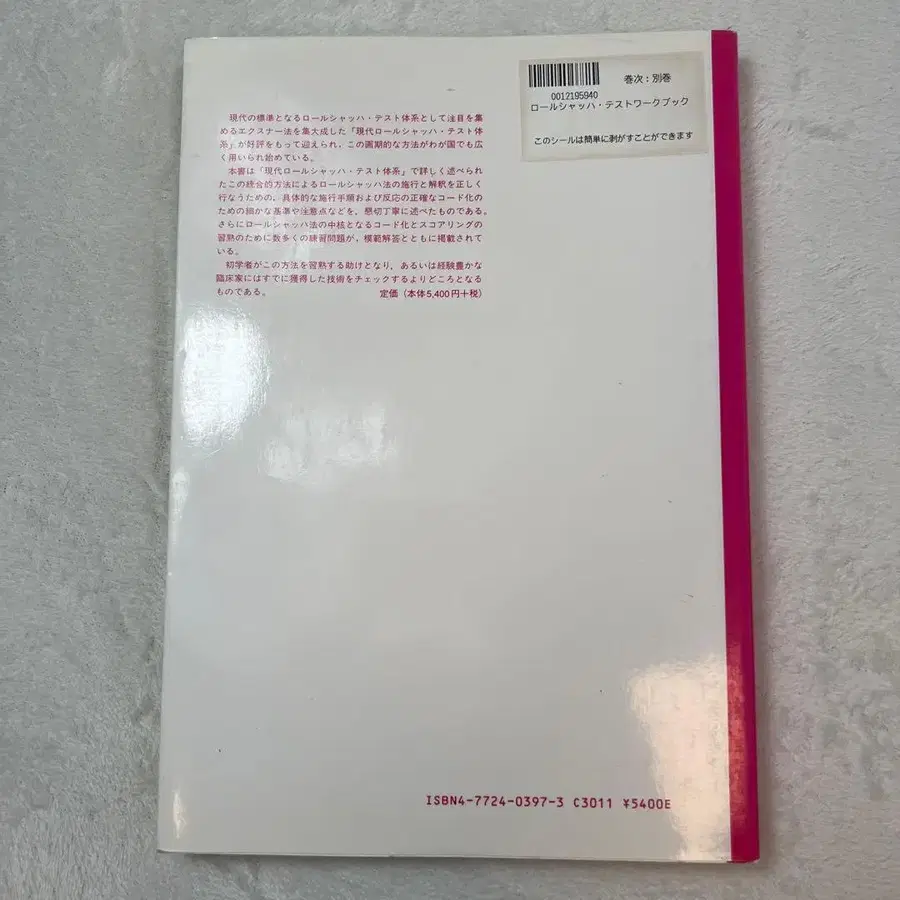 現代の標準となるロールシャッハ・テスト体系として注目を集
めるエクスナー法を集大成した「現代ロールシャッハ・テスト体
系」が好評をもって迎えられ，この画期的な方法がわが国でも広
く用いられ始めている。
本書は「現代ロールシャッハ・テスト体系」で詳しく述べられ
たこの統合的方法によるロールシャッハ法の施行と解釈を正しく
行なうための，具体的な施行手順および反応の正確なコード化の
ための細かな基準や注意点などを，懇切丁寧に述べたものである。
さらにロールシャッハ法の中核となるコード化とスコアリングの
習熟のために数多くの練習問題が，模範解答とともに掲載されて
いる。
初学者がこの方法を習熟する助けとなり，あるいは経験豊かな
臨床家にはすでに獲得した技術をチェックするよりどころとなる
ものである。 定価（本体5,400円+税）
巻次：別巻
0012195940
ロールシャッハ・テストワークブック
このシールは簡単に剥がすことができます
ISBN4-7724-0397-3 C3011 ¥5400E